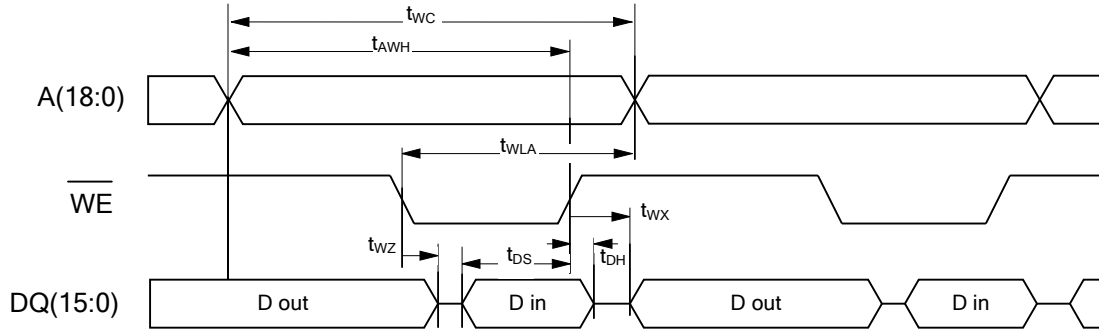 tWC
tAWH
A(18:0)
tWLA
WE
tWX
tWZ
tDS
tDH
DQ(15:0)
D out
D in
D out
D in